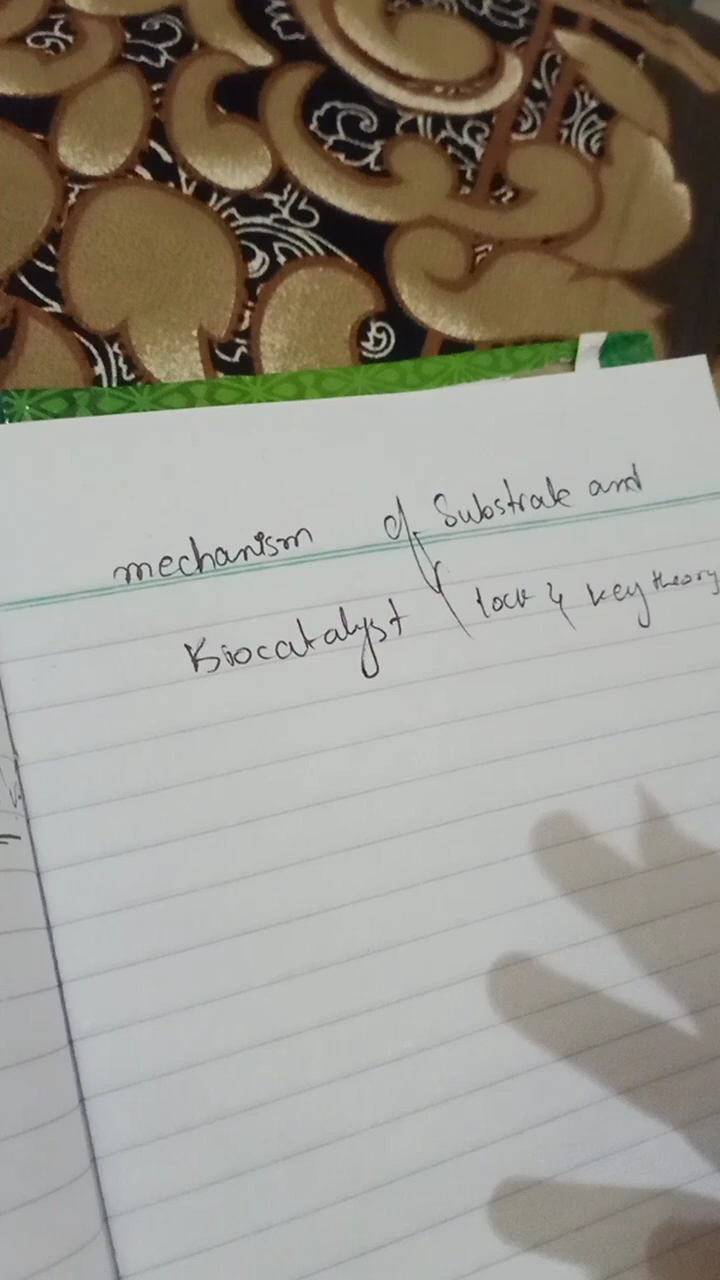 mechanism of Substrate and
Biocatalyst ( lock & key theory